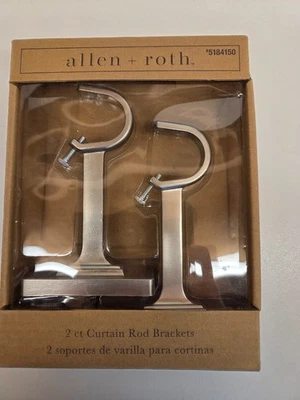 allen + roth®
*5184150
2 ct Curtain Rod Brackets
2 soportes de varilla para cortinas